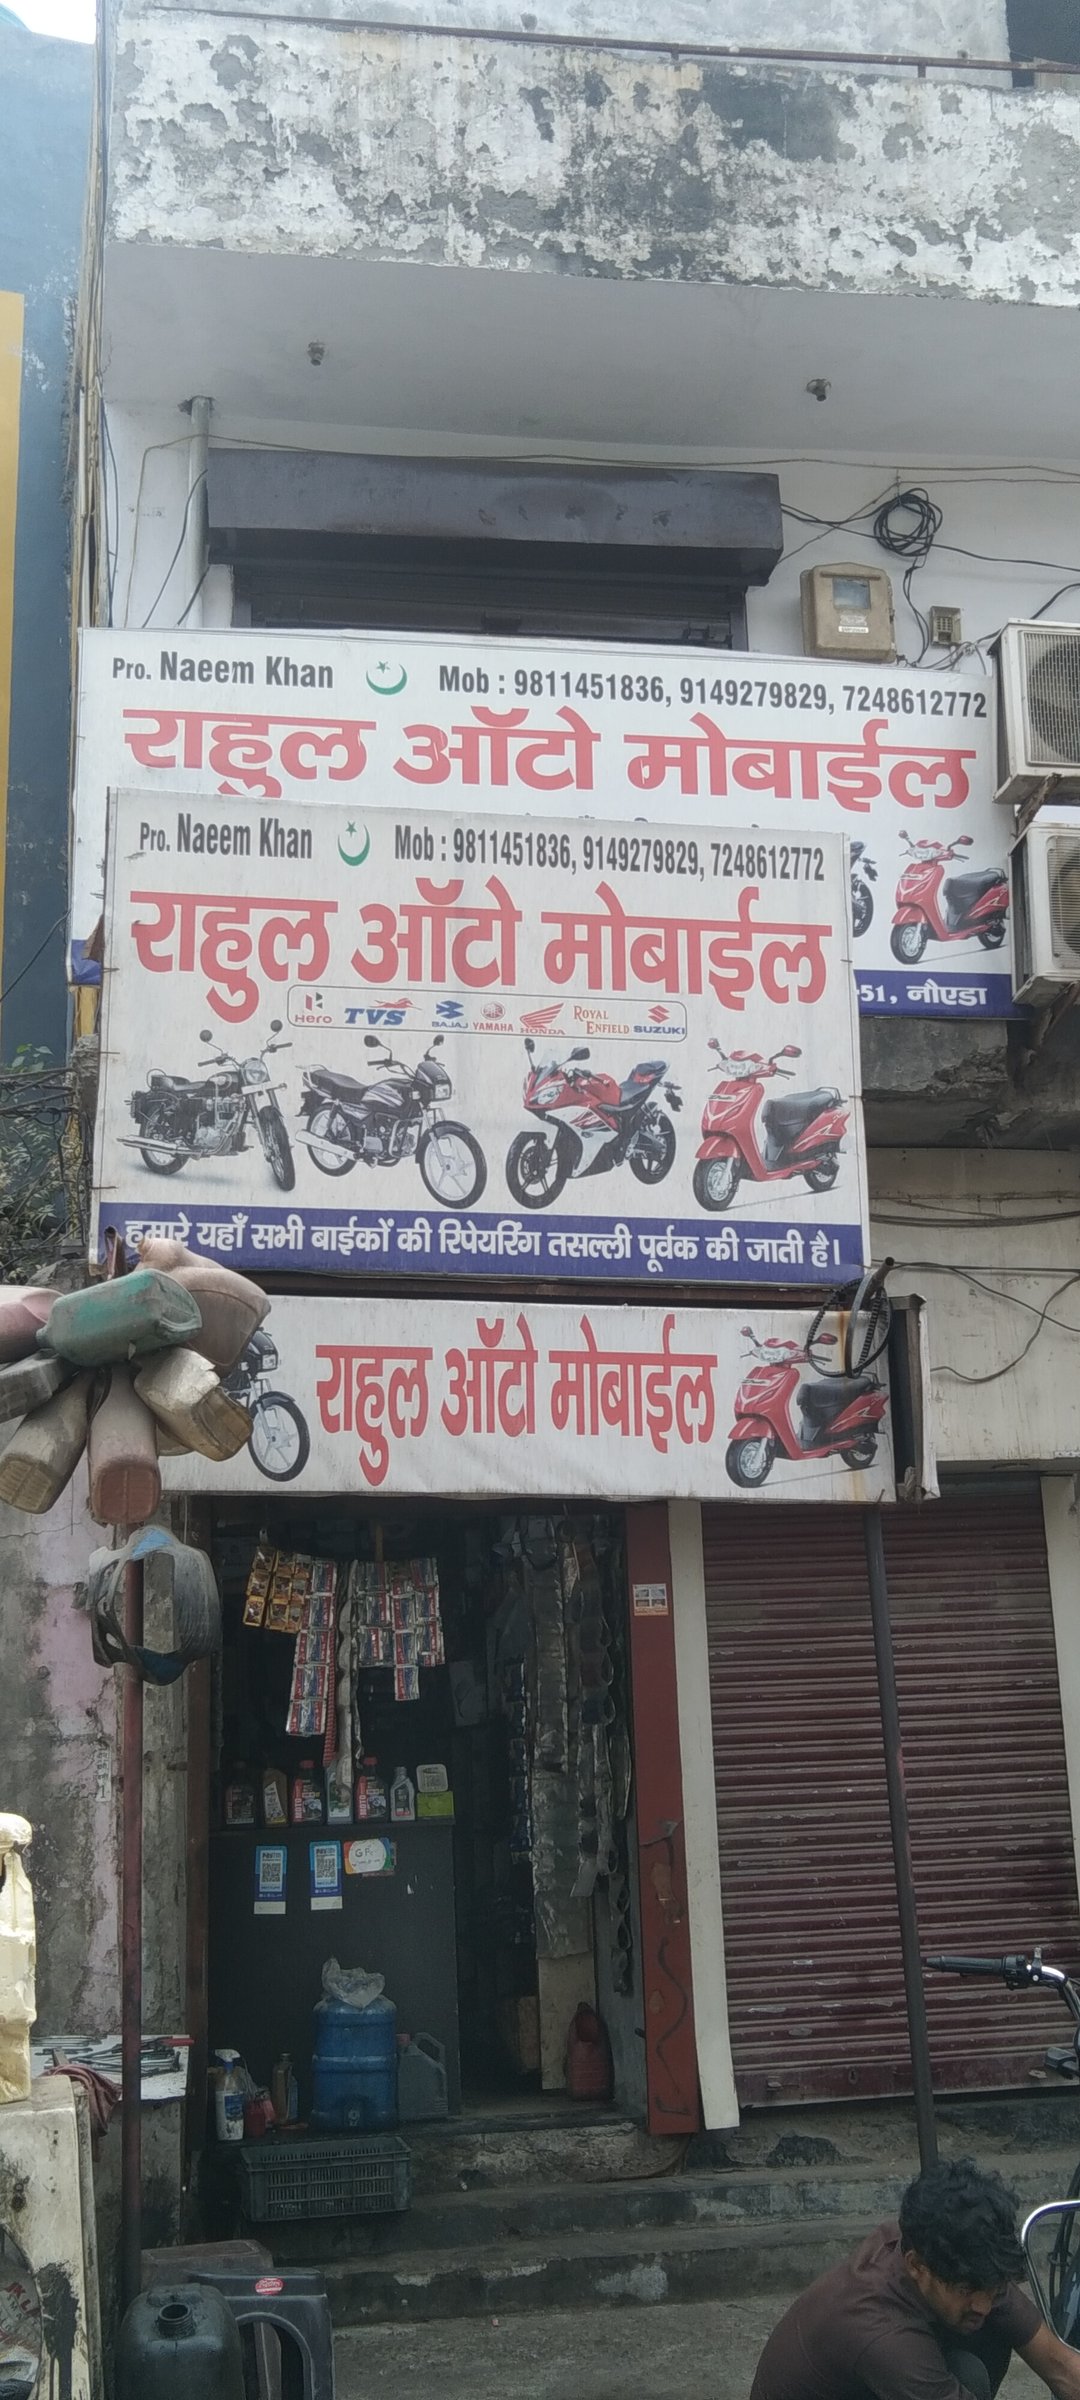 Pro. Naeem Khan Mob : 9811451836, 9149279829, 7248612772
राहुल ऑटो मोबाईल
-51, नौएडा
Pro. Naeem Khan Mob : 9811451836, 9149279829, 7248612772
राहुल ऑटो मोबाईल
Hero TVS BAJAJ YAMAHA HONDA ROYAL ENFIELD SUZUKI
हमारे यहाँ सभी बाईकों की रिपेयरिंग तसल्ली पूर्वक की जाती है।
राहुल ऑटो मोबाईल